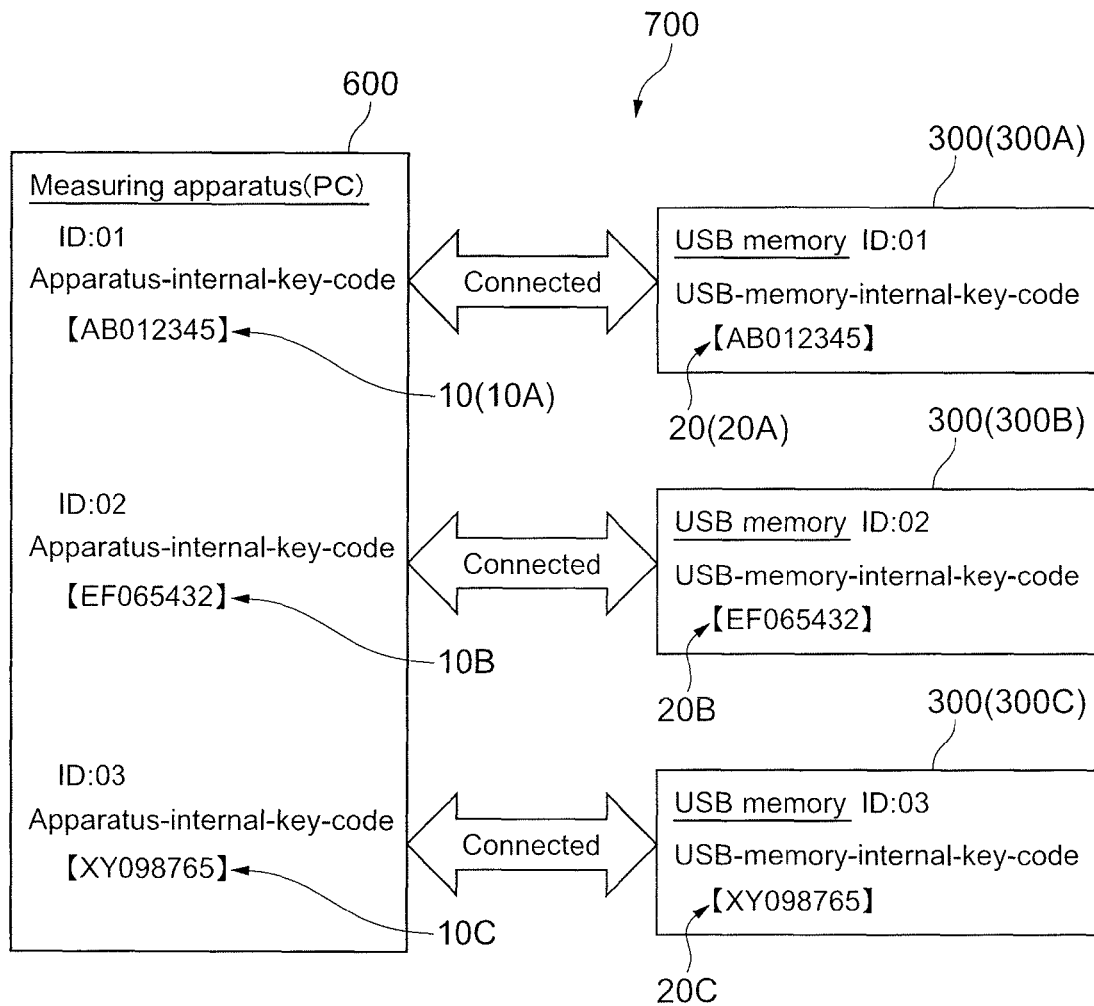 700
600
300(300A)
Measuring apparatus(PC)
ID:01
Apparatus-internal-key-code
【AB012345】
10(10A)
Connected
USB memory ID:01
USB-memory-internal-key-code
【AB012345】
20(20A)
300(300B)
ID:02
Apparatus-internal-key-code
【EF065432】
10B
Connected
USB memory ID:02
USB-memory-internal-key-code
【EF065432】
20B
300(300C)
ID:03
Apparatus-internal-key-code
【XY098765】
10C
Connected
USB memory ID:03
USB-memory-internal-key-code
【XY098765】
20C